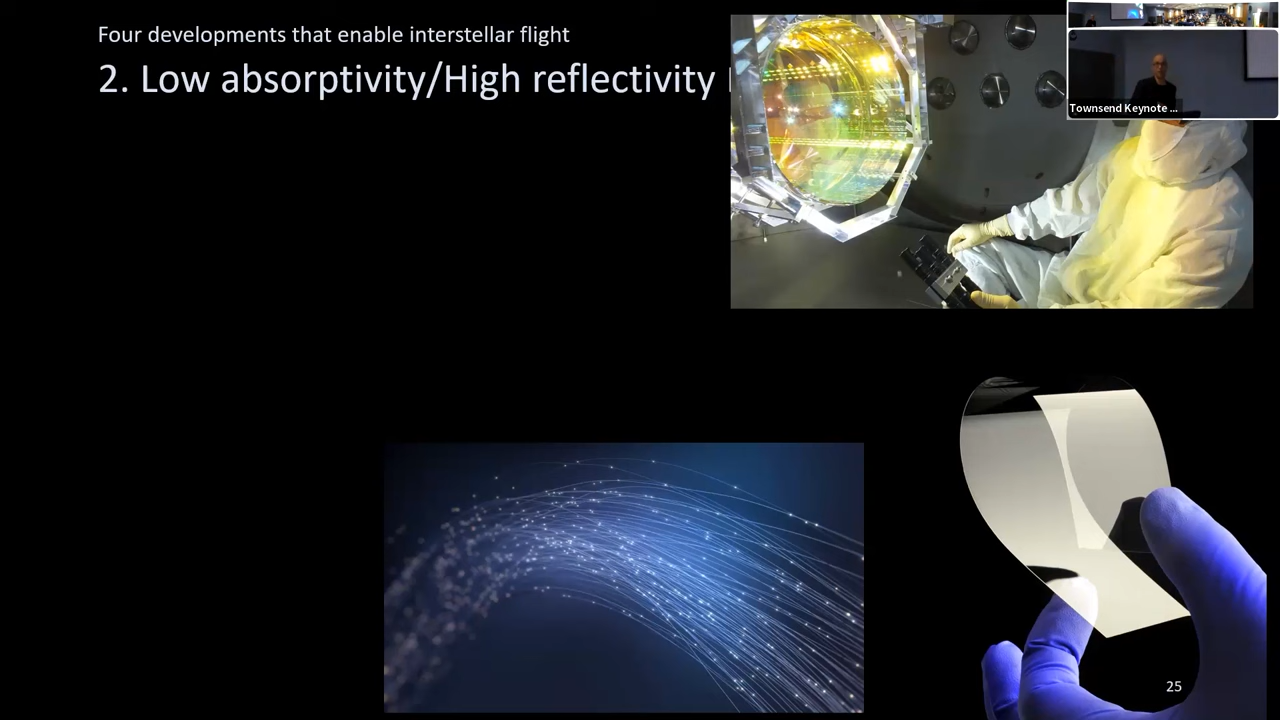 Four developments that enable interstellar flight
2. Low absorptivity/High reflectivity
Townsend Keynote ...
25